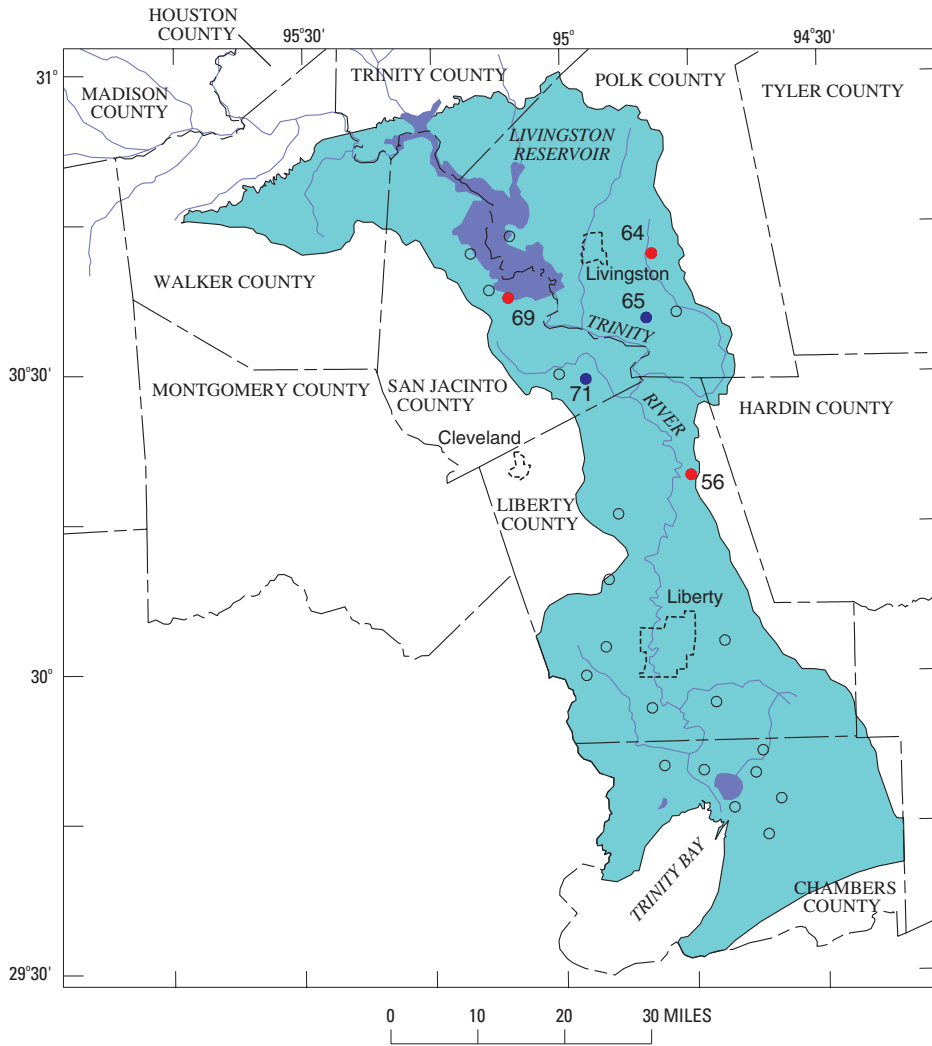 HOUSTON
COUNTY
95°30'
95°
94°30'
31°
TRINITY COUNTY
POLK COUNTY
MADISON
COUNTY
TYLER COUNTY
LIVINGSTON
RESERVOIR
64
Livingston
WALKER COUNTY
65
69
TRINITY
30°30'
MONTGOMERY COUNTY
SAN JACINTO
COUNTY
71
HARDIN COUNTY
RIVER
Cleveland
56
LIBERTY
COUNTY
Liberty
30°
TRINITY BAY
CHAMBERS
COUNTY
29°30'
0 10 20 30 MILES